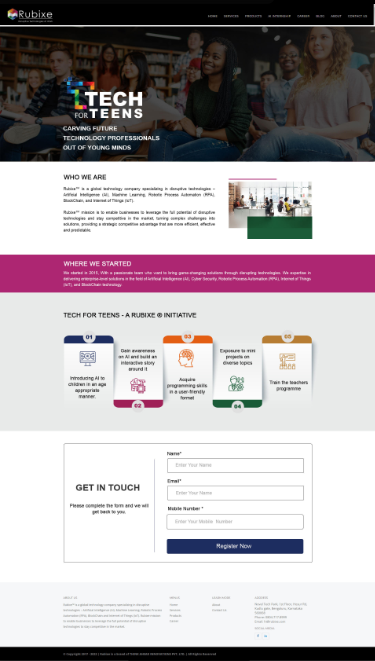 Rubixe
HOME SERVICES PRODUCTS AI INTERNSHIP CAREER BLOG ABOUT CONTACT US
TECH
FOR TEENS
CARVING FUTURE
TECHNOLOGY PROFESSIONALS
OUT OF YOUNG MINDS
WHO WE ARE
Rubixe™ is a global technology company specializing in disruptive technologies –
Artificial Intelligence (AI), Machine Learning, Robotic Process Automation (RPA),
BlockChain, and Internet of Things (IoT).
Rubixe™ mission is to enable businesses to leverage the full potential of disruptive
technologies and stay competitive in the market, turning complex challenges into
solutions, providing a strategic competitive advantage that are more efficient, effective
and predictable.
WHERE WE STARTED
We started in 2015, With a passionate team who want to bring game-changing solutions through disrupting technologies. We expertise in
delivering enterprise-level solutions in the field of Artificial Intelligence (AI), Cyber Security, Robotic Process Automation (RPA), Internet of Things
(IoT), and BlockChain technology.
TECH FOR TEENS - A RUBIXE ® INITIATIVE
01
Introducing AI to
children in an age
appropriate
manner.
Gain awareness
on AI and build an
interactive story
around it
02
03
Acquire
programming skills
in a user-friendly
format
Exposure to mini
projects on
diverse topics
04
05
Train the teachers
programme
GET IN TOUCH
Please complete the form and we will
get back to you.
Name*
Enter Your Name
Email*
Enter Your Name
Mobile Number *
Enter Your Mobile Number
Register Now
ABOUT US